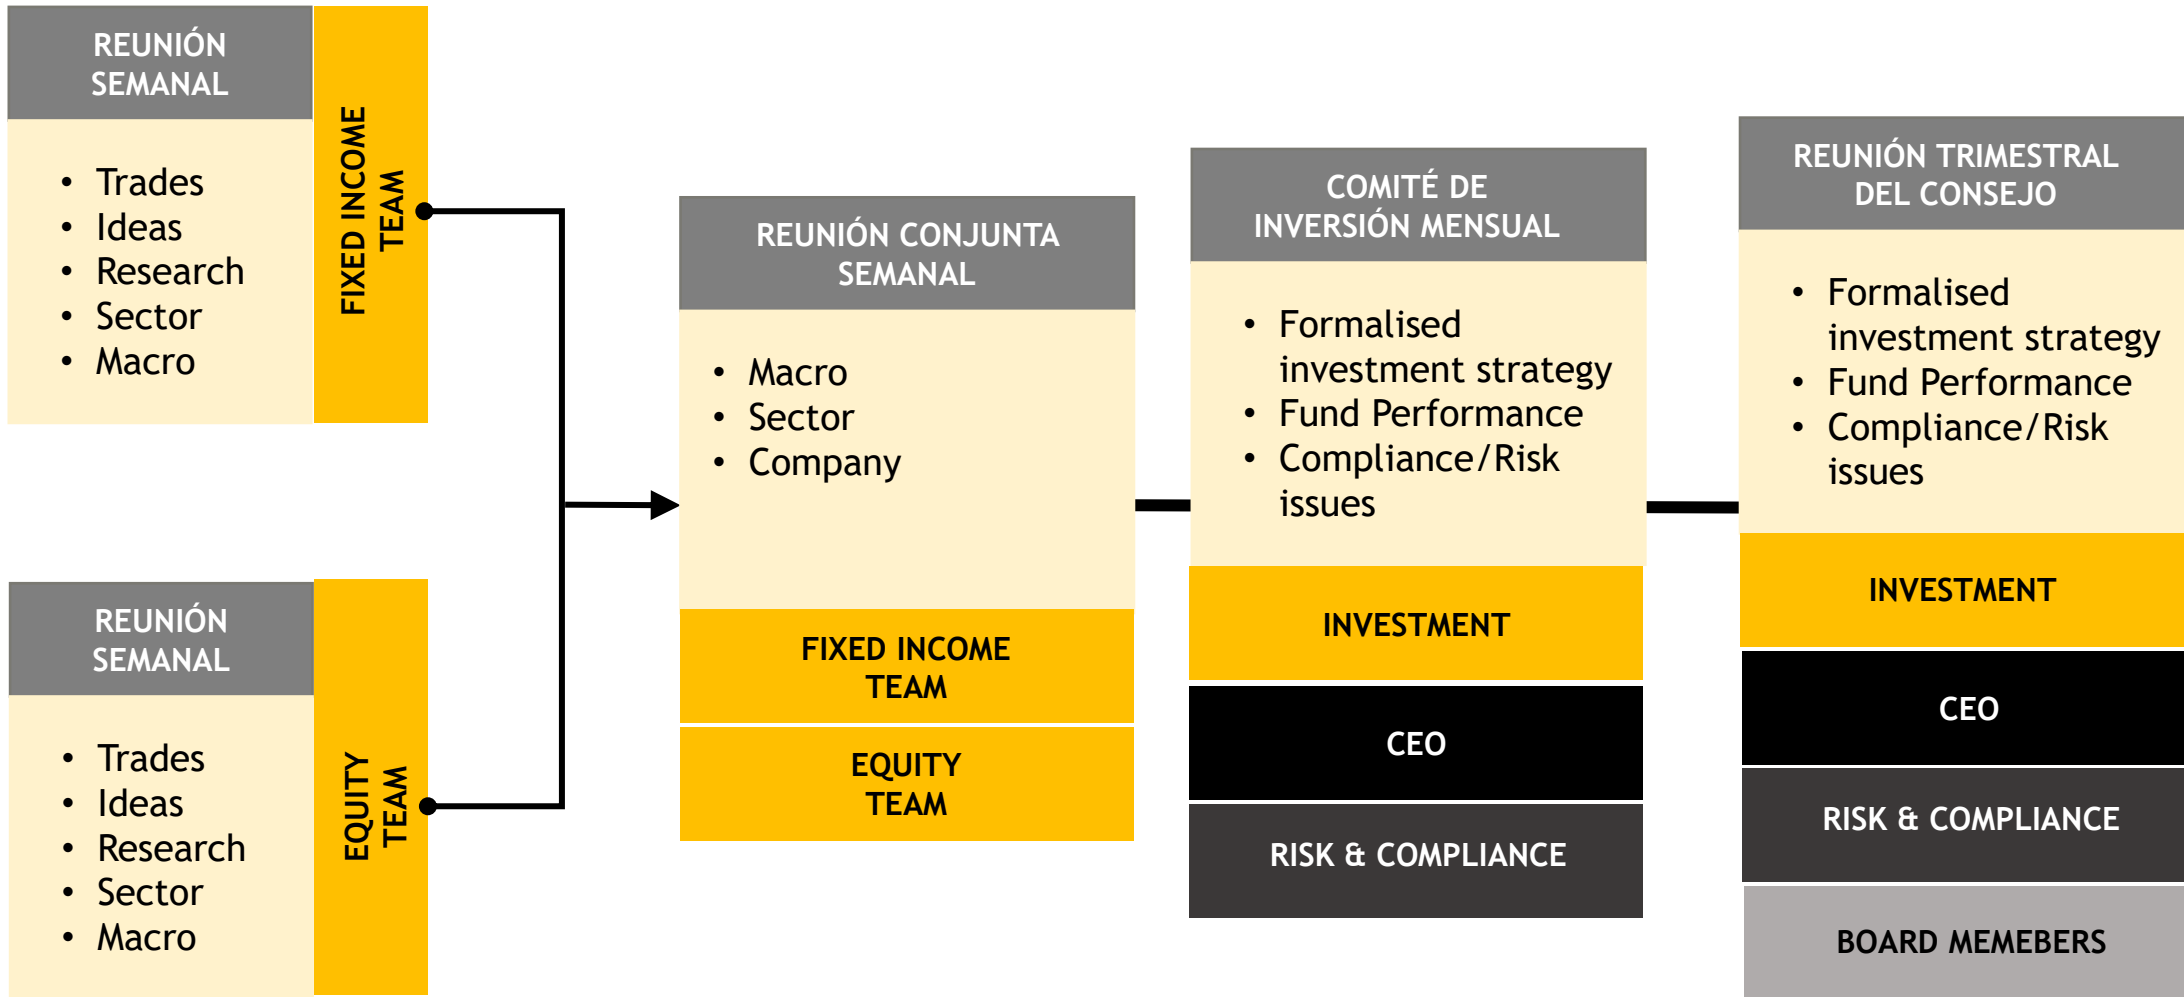 REUNIÓN
SEMANAL
• Trades
• Ideas
• Research
• Sector
• Macro
FIXED INCOME
TEAM
REUNIÓN
SEMANAL
• Trades
• Ideas
• Research
• Sector
• Macro
EQUITY
TEAM
REUNIÓN CONJUNTA
SEMANAL
• Macro
• Sector
• Company
FIXED INCOME
TEAM
EQUITY
TEAM
COMITÉ DE
INVERSIÓN MENSUAL
• Formalised
investment strategy
• Fund Performance
• Compliance/Risk
issues
INVESTMENT
CEO
RISK & COMPLIANCE
REUNIÓN TRIMESTRAL
DEL CONSEJO
• Formalised
investment strategy
• Fund Performance
• Compliance/Risk
issues
INVESTMENT
CEO
RISK & COMPLIANCE
BOARD MEMEBERS